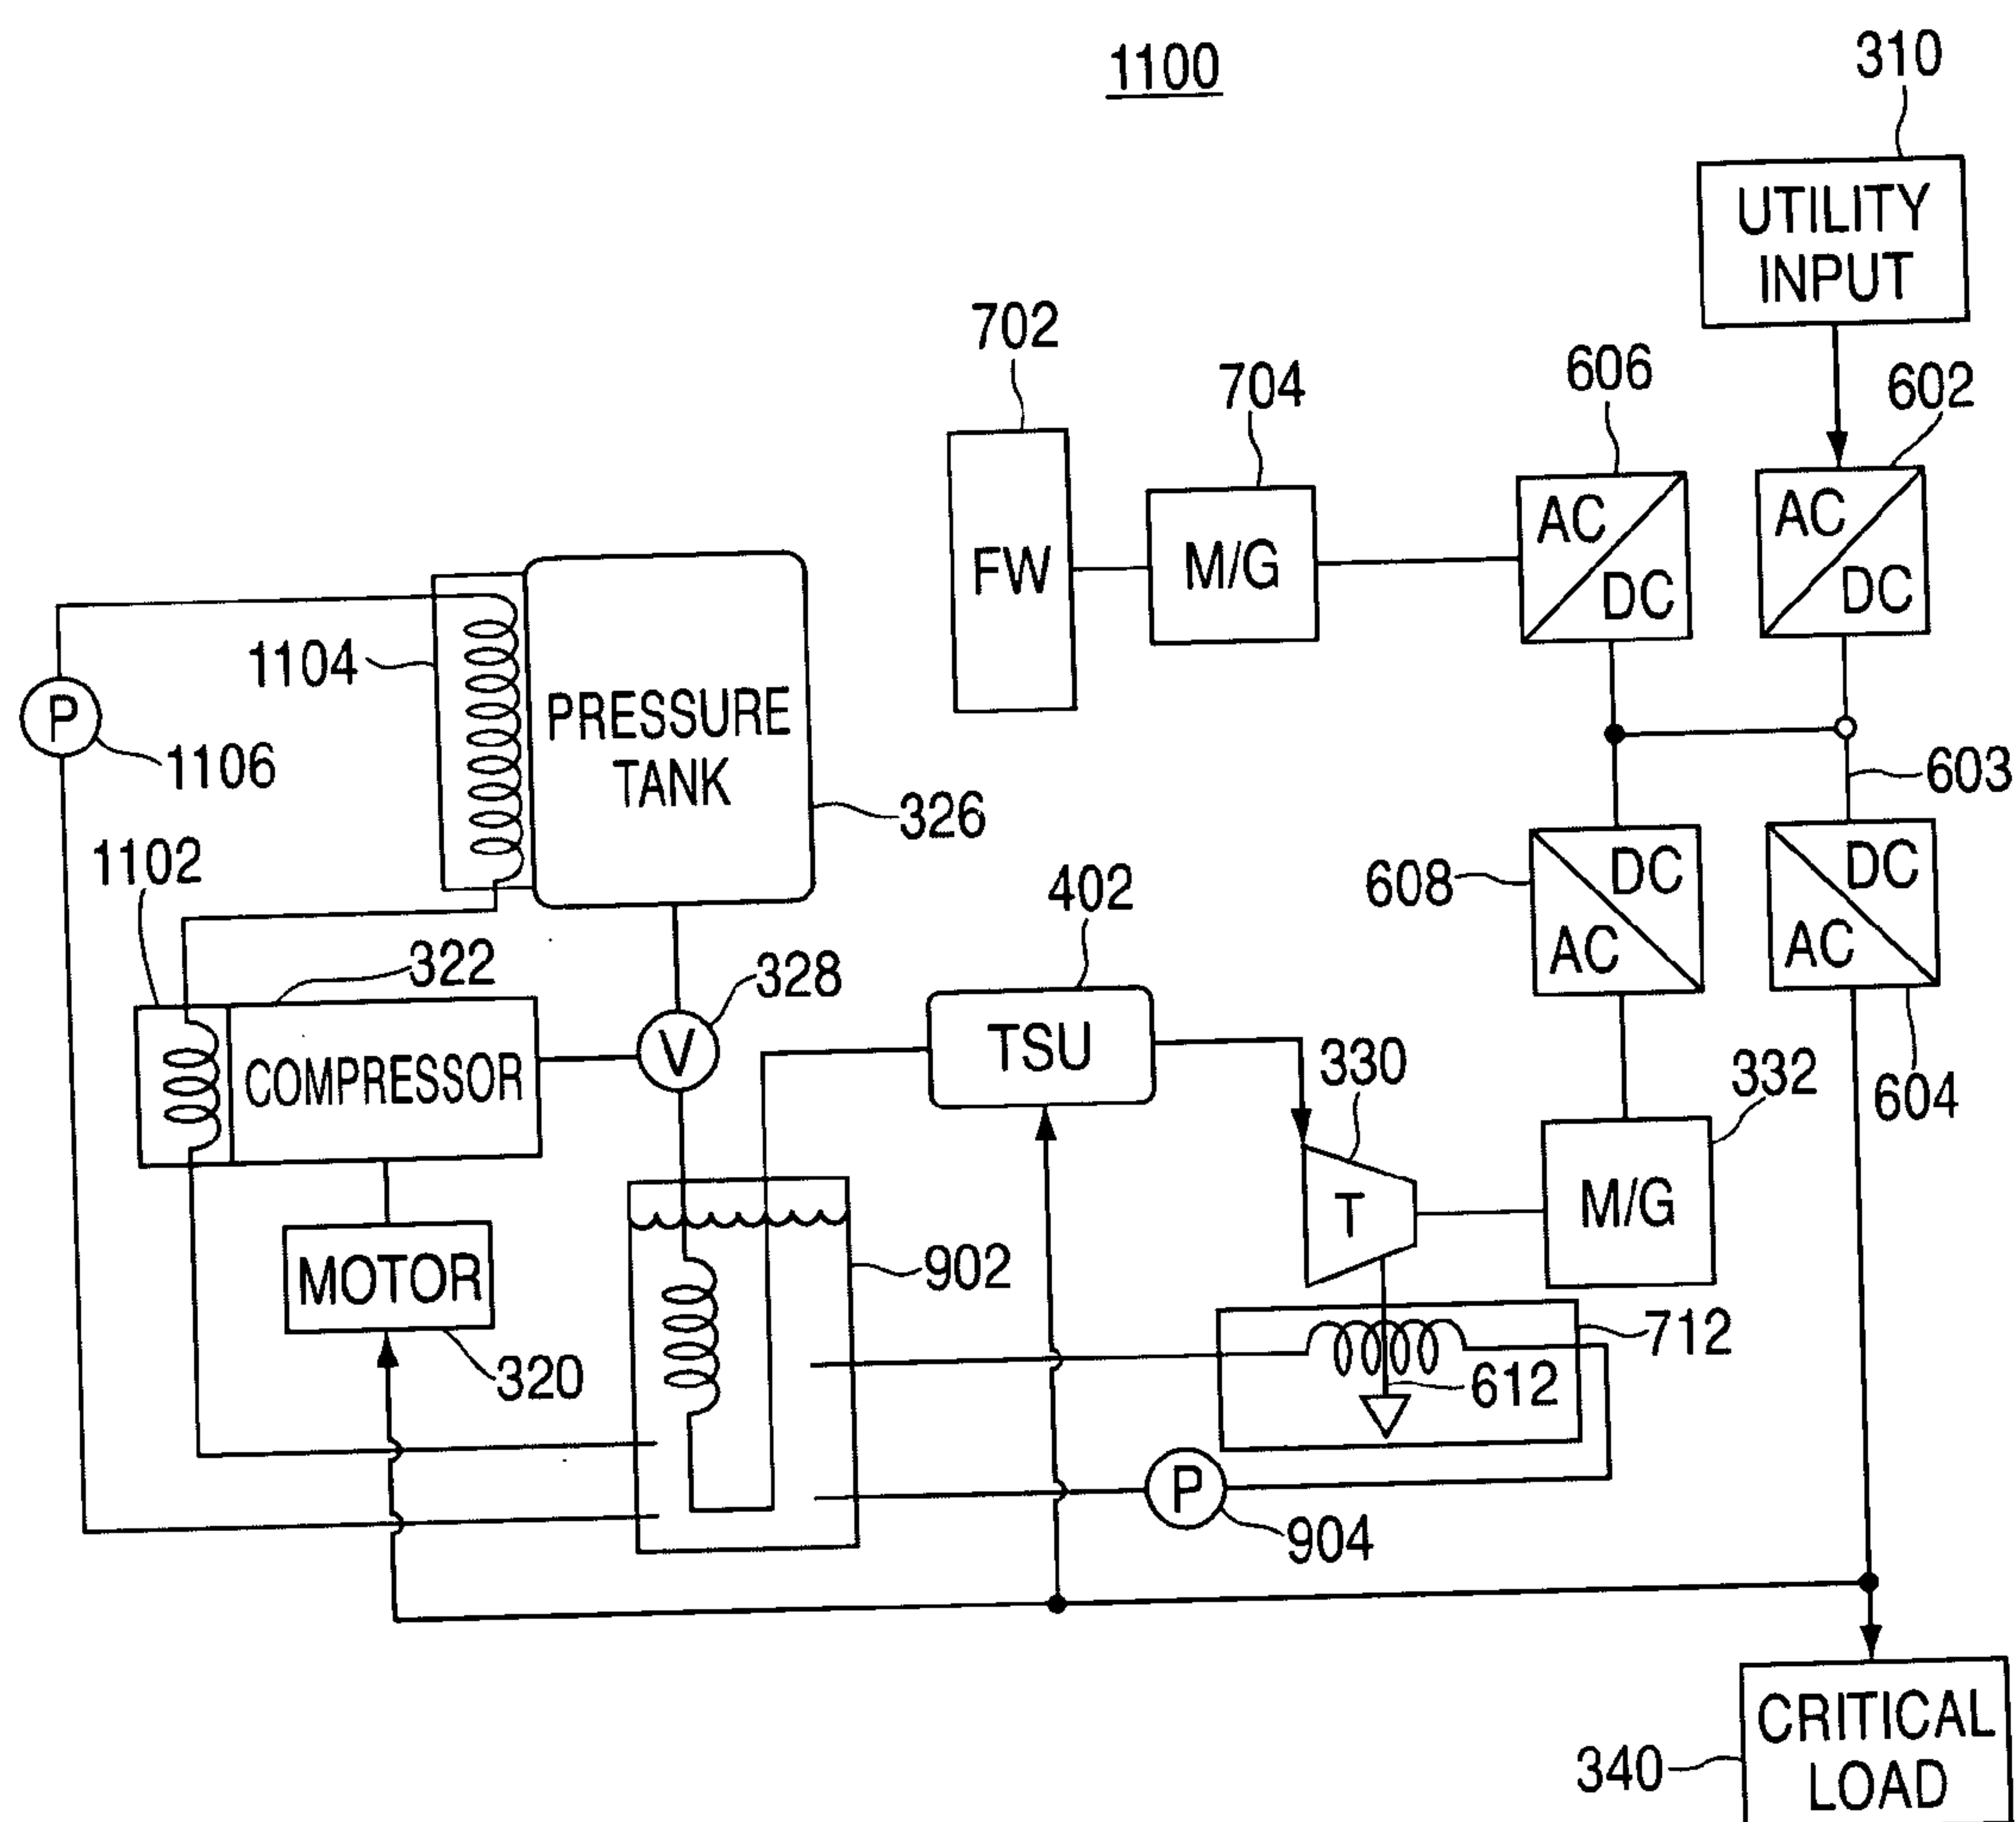 1100
310
UTILITY
INPUT
702
704
606
602
FW
M/G
AC
DC
AC
DC
1104
PRESSURE
TANK
P
1106
326
603
1102
402
608
DC
AC
DC
AC
322
328
COMPRESSOR
V
TSU
330
332
604
T
M/G
MOTOR
902
320
712
612
P
904
340
CRITICAL
LOAD